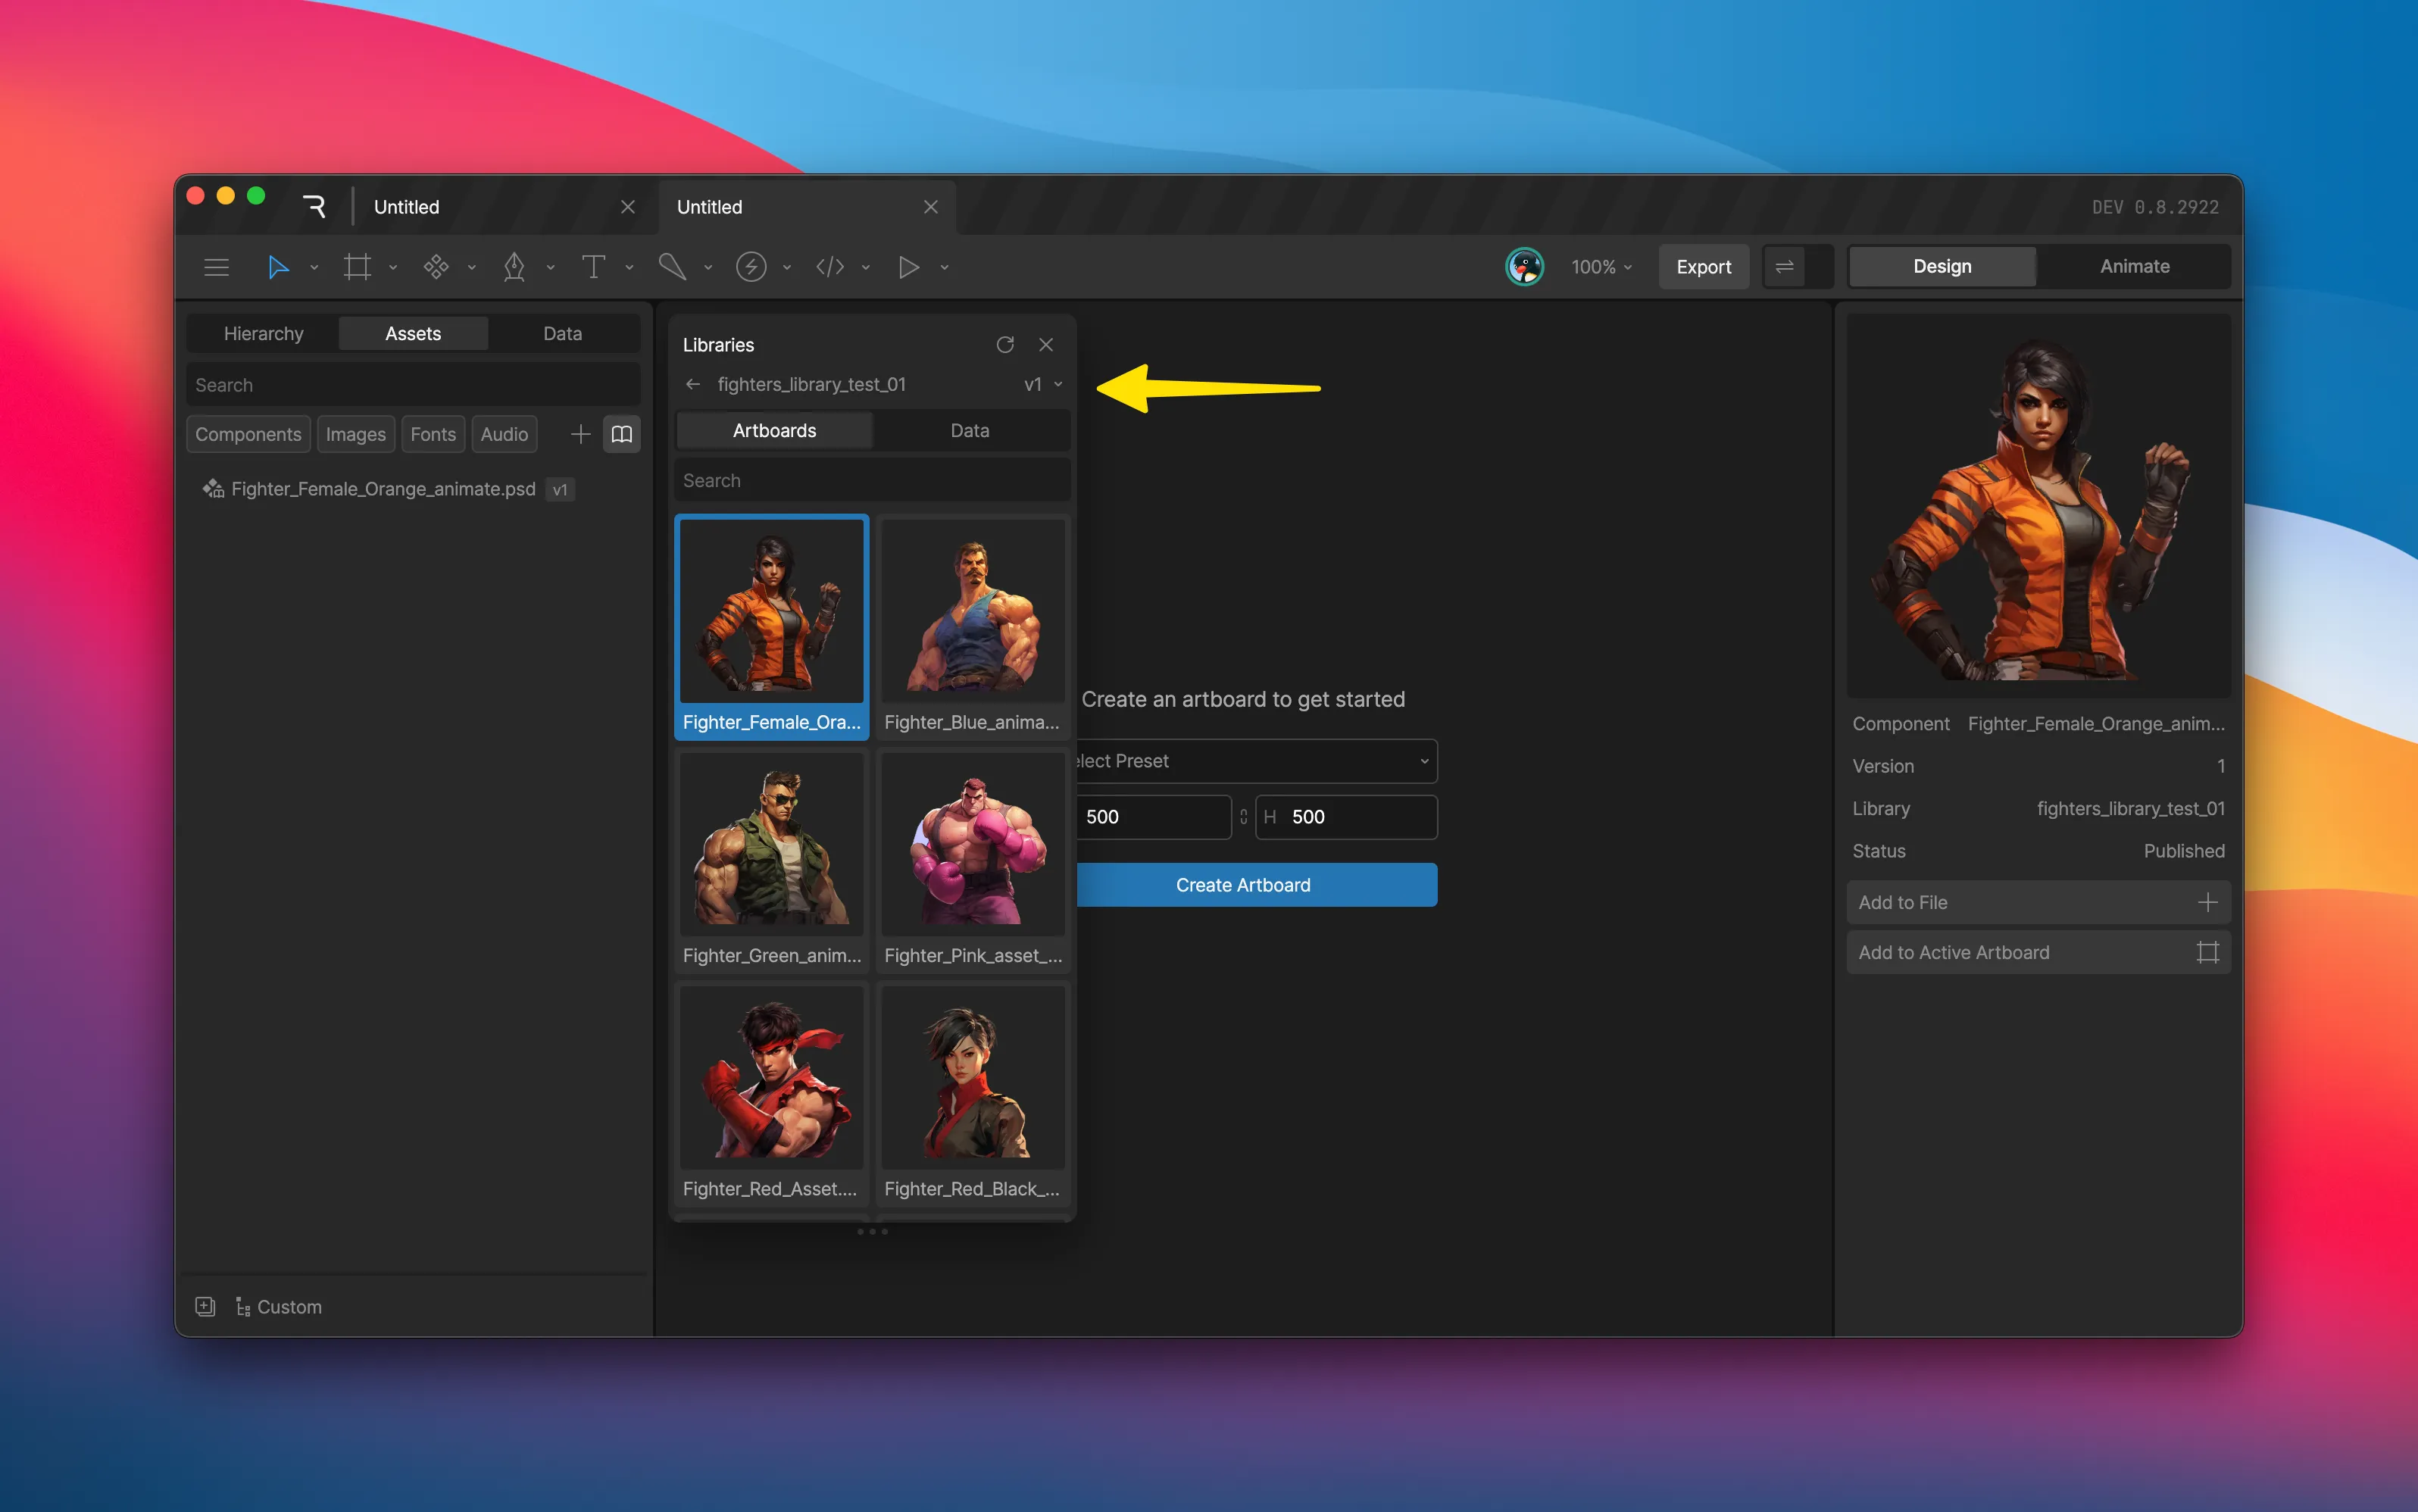 Untitled
Untitled
DEV 0.8.2922
100%
Export
Design
Animate
Hierarchy
Assets
Data
Search
Components
Images
Fonts
Audio
Fighter_Female_Orange_animate.psd v1
Custom
Libraries
fighters_library_test_01
v1
Artboards
Data
Search
Fighter_Female_Ora...
Fighter_Blue_anima...
Fighter_Green_anim...
Fighter_Pink_asset_...
Fighter_Red_Asset....
Fighter_Red_Black_...
Create an artboard to get started
elect Preset
500
H 500
Create Artboard
Component Fighter_Female_Orange_anim...
Version 1
Library fighters_library_test_01
Status Published
Add to File
Add to Active Artboard